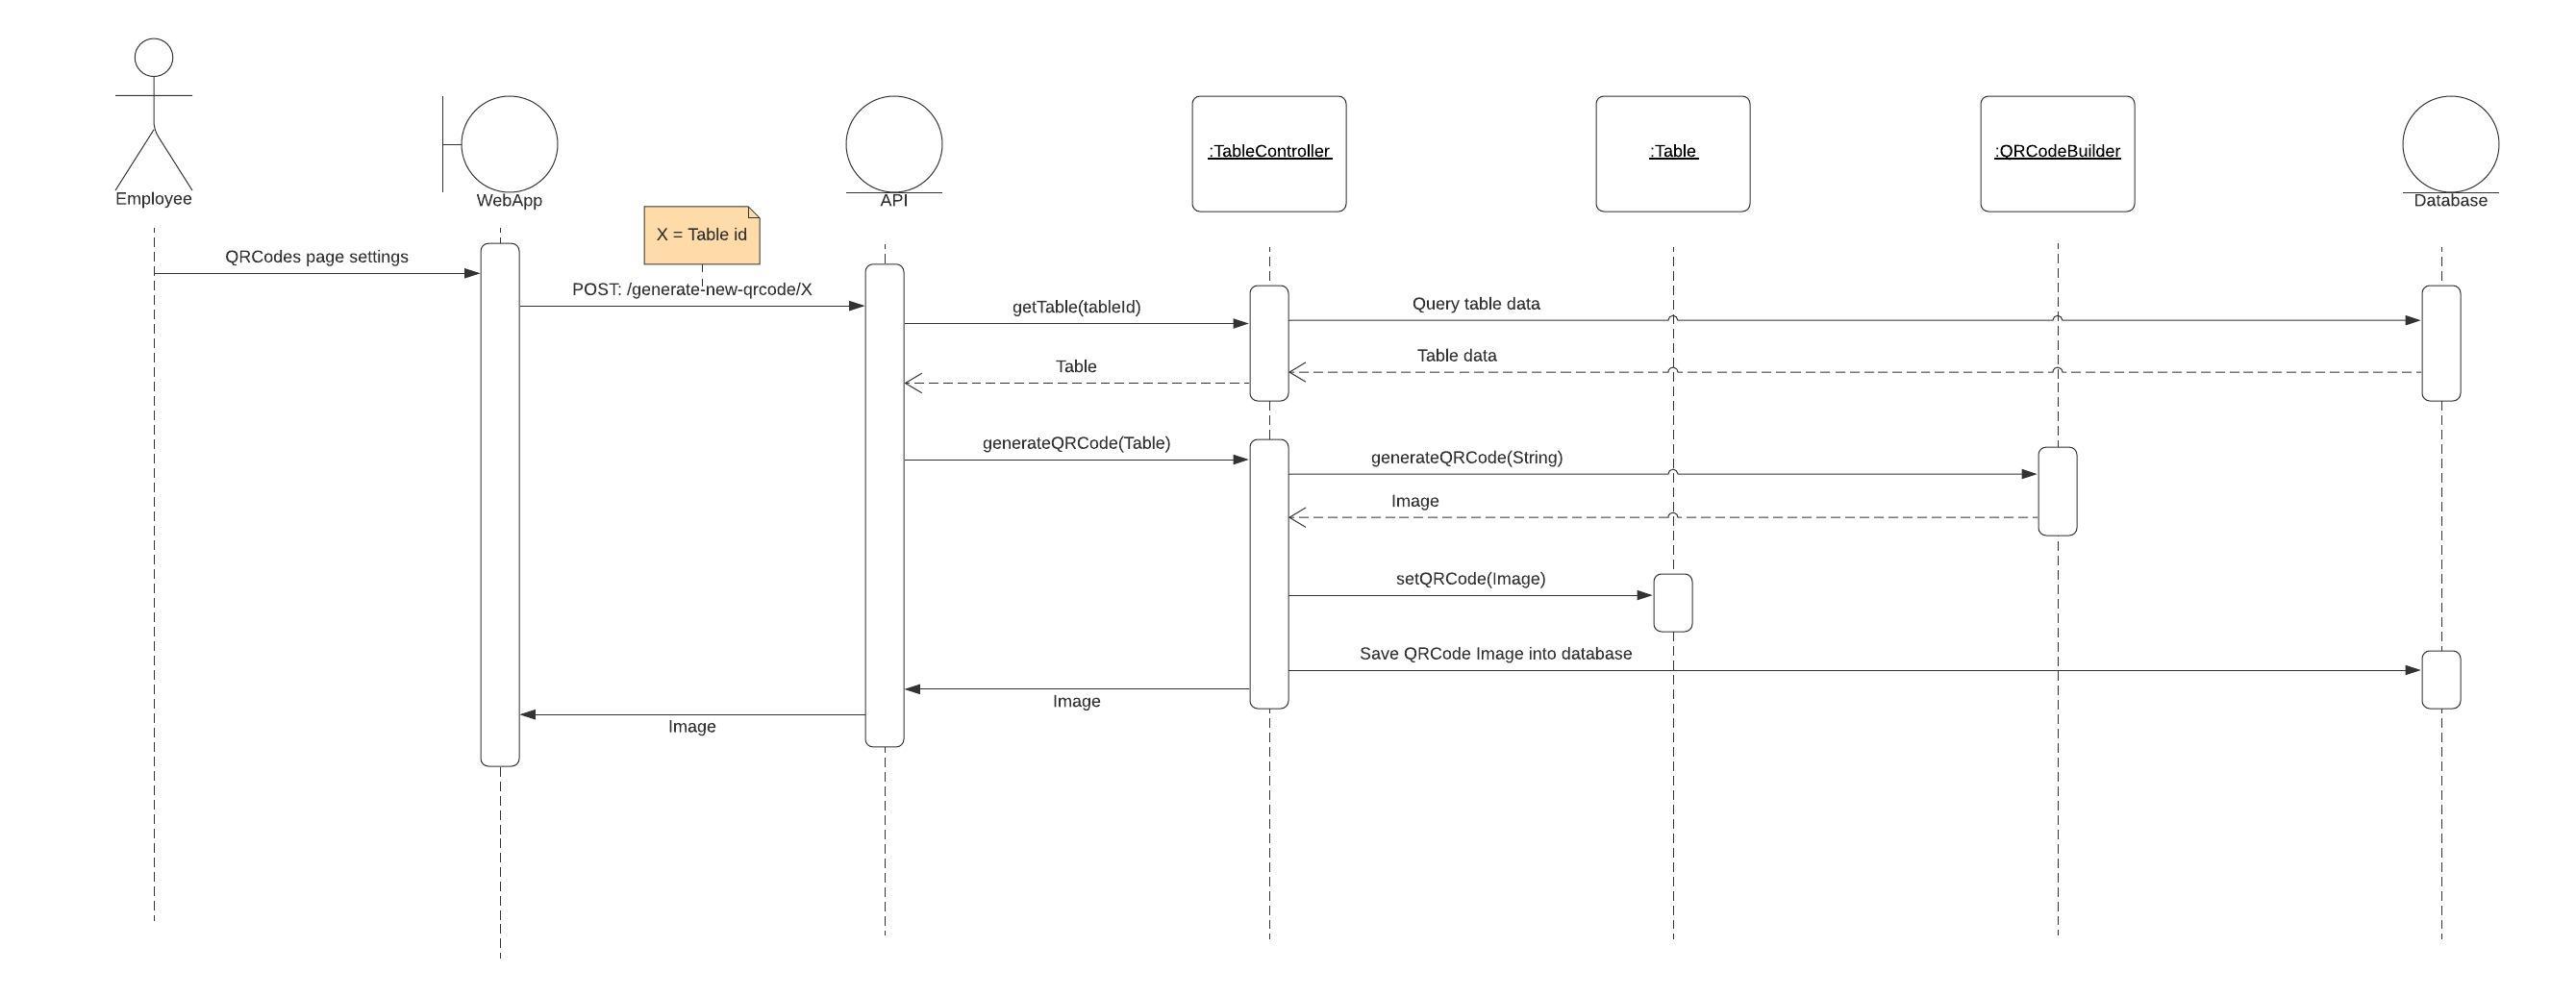 :TableController
:Table
:QRCodeBuilder
Employee
WebApp
API
Database
X = Table id
QRCodes page settings
POST: /generate-new-qrcode/X
getTable(tableId)
Query table data
Table data
Table
generateQRCode(Table)
generateQRCode(String)
Image
setQRCode(Image)
Save QRCode Image into database
Image
Image